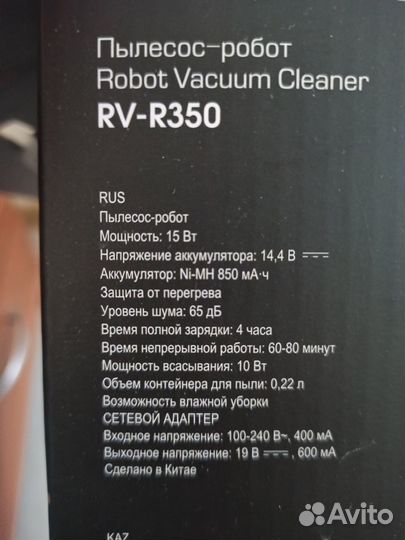 Пылесос-робот
Robot Vacuum Cleaner
RV-R350
RUS
Пылесос-робот
Мощность: 15 Вт
Напряжение аккумулятора: 14,4 В
Аккумулятор: Ni-MH 850 мА·ч
Защита от перегрева
Уровень шума: 65 дБ
Время полной зарядки: 4 часа
Время непрерывной работы: 60-80 минут
Мощность всасывания: 10 Вт
Объем контейнера для пыли: 0,22 л
Возможность влажной уборки
СЕТЕВОЙ АДАПТЕР
Входное напряжение: 100-240 В~, 400 мА
Выходное напряжение: 19 В ⎓, 600 мА
Сделано в Китае
KAZ
Avito